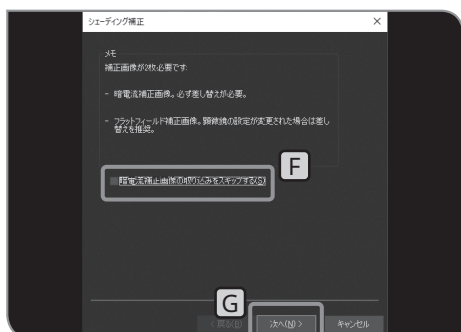 シェーディング補正
×
メモ
補正画像が2枚必要です:
- 暗電流補正画像。必ず差し替えが必要。
- フラットフィールド補正画像。顕微鏡の設定が変更された場合は差し
替えを推奨。
F
暗電流補正画像の取り込みをスキップする(S)
G
< 戻る(B)
次へ(N) >
キャンセル